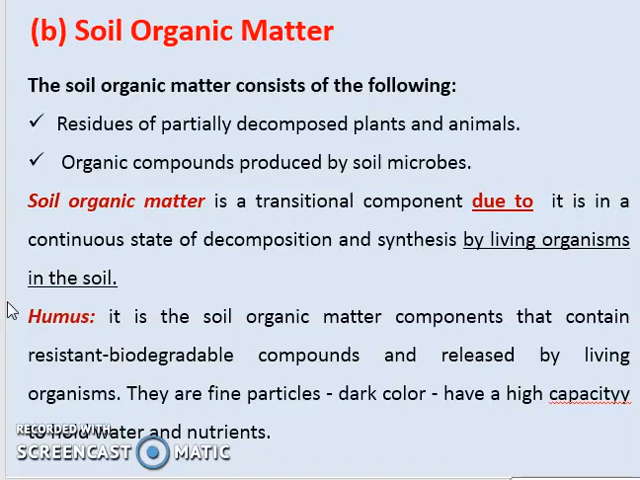 (b) Soil Organic Matter
The soil organic matter consists of the following:
✓ Residues of partially decomposed plants and animals.
✓ Organic compounds produced by soil microbes.
Soil organic matter is a transitional component due to it is in a
continuous state of decomposition and synthesis by living organisms
in the soil.
Humus: it is the soil organic matter components that contain
resistant-biodegradable compounds and released by living
organisms. They are fine particles - dark color - have a high capacityy
to hold water and nutrients.
RECORDED WITH
SCREENCAST MATIC